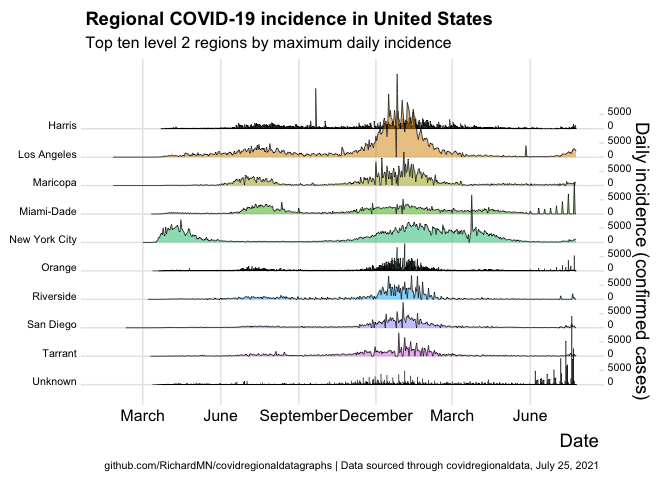 Regional COVID-19 incidence in United States
Top ten level 2 regions by maximum daily incidence
Harris
Los Angeles
Maricopa
Miami-Dade
New York City
Orange
Riverside
San Diego
Tarrant
Unknown
5000
0
5000
0
5000
0
5000
0
5000
0
5000
0
5000
0
5000
0
5000
0
5000
0
Daily incidence (confirmed cases)
March June September December March June
Date
github.com/RichardMN/covidregionaldatagraphs | Data sourced through covidregionaldata, July 25, 2021